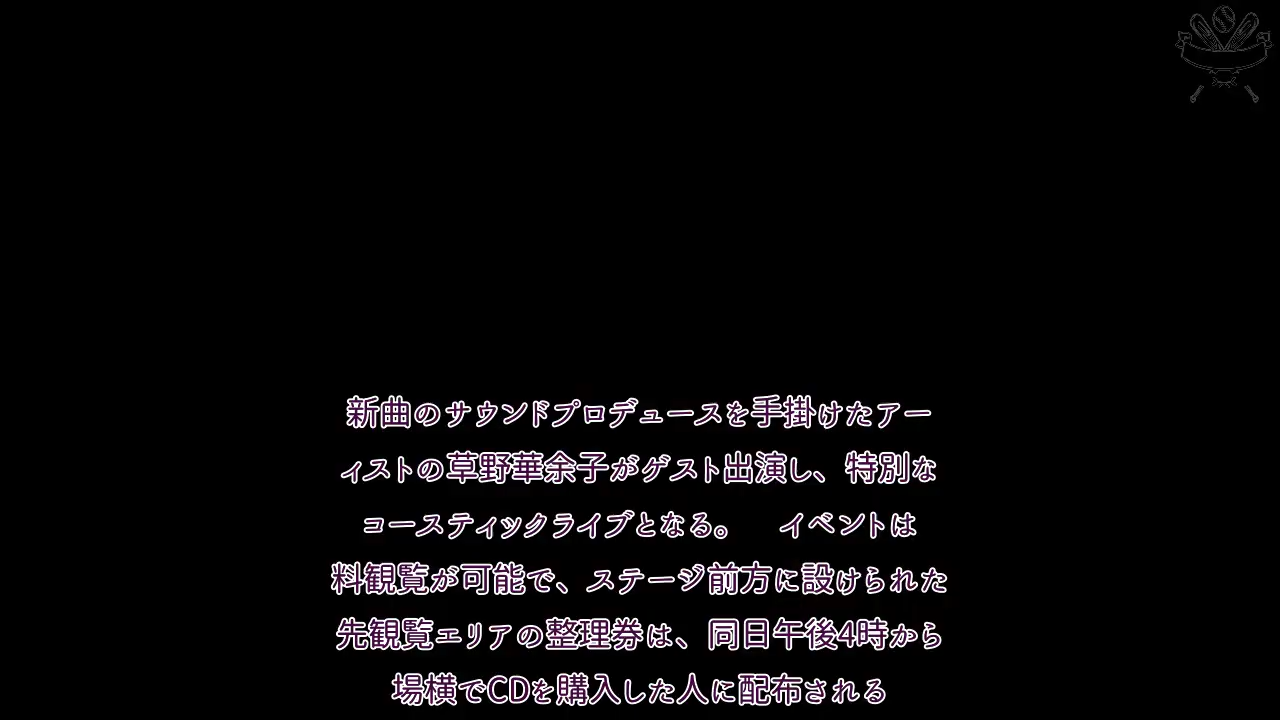 新曲のサウンドプロデュースを手掛けたアー
ィストの草野華余子がゲスト出演し、特別な
コースティックライブとなる。　イベントは
料観覧が可能で、ステージ前方に設けられた
先観覧エリアの整理券は、同日午後4時から
場横でCDを購入した人に配布される